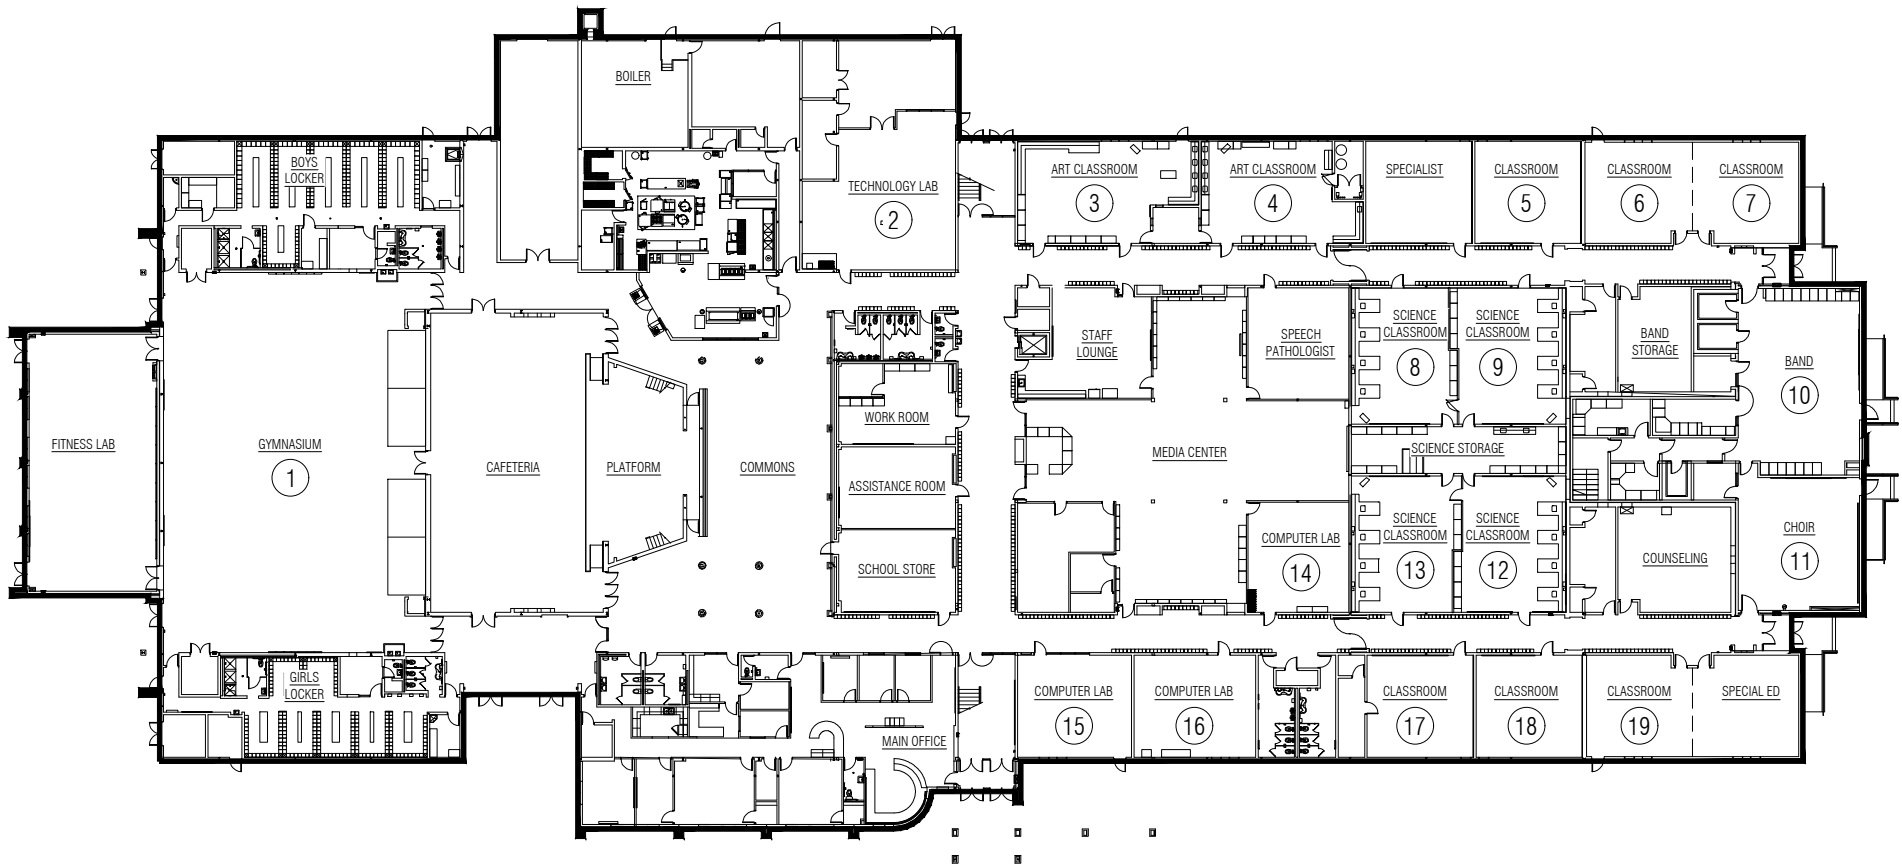 BOILER
BOYS
LOCKER
TECHNOLOGY LAB
2
ART CLASSROOM
3
ART CLASSROOM
4
SPECIALIST
CLASSROOM
5
CLASSROOM
6
CLASSROOM
7
FITNESS LAB
GYMNASIUM
1
CAFETERIA
PLATFORM
COMMONS
WORK ROOM
ASSISTANCE ROOM
SCHOOL STORE
STAFF
LOUNGE
MEDIA CENTER
SPEECH
PATHOLOGIST
SCIENCE
CLASSROOM
8
SCIENCE
CLASSROOM
9
SCIENCE STORAGE
BAND
STORAGE
BAND
10
COMPUTER LAB
14
SCIENCE
CLASSROOM
13
SCIENCE
CLASSROOM
12
COUNSELING
CHOIR
11
GIRLS
LOCKER
MAIN OFFICE
COMPUTER LAB
15
COMPUTER LAB
16
CLASSROOM
17
CLASSROOM
18
CLASSROOM
19
SPECIAL ED